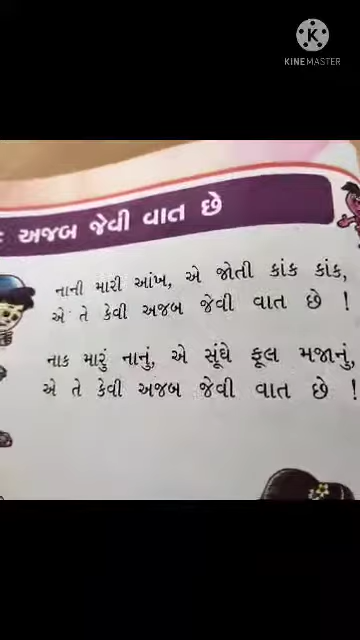 K
KINEMASTER
અજબ જેવી વાત છે
નાની મારી આંખ, એ જોતી કાંક કાંક,
એ તે કેવી અજબ જેવી વાત છે !
નાક મારું નાનું, એ સૂંઘે ફૂલ મજાનું,
એ તે કેવી અજબ જેવી વાત છે !